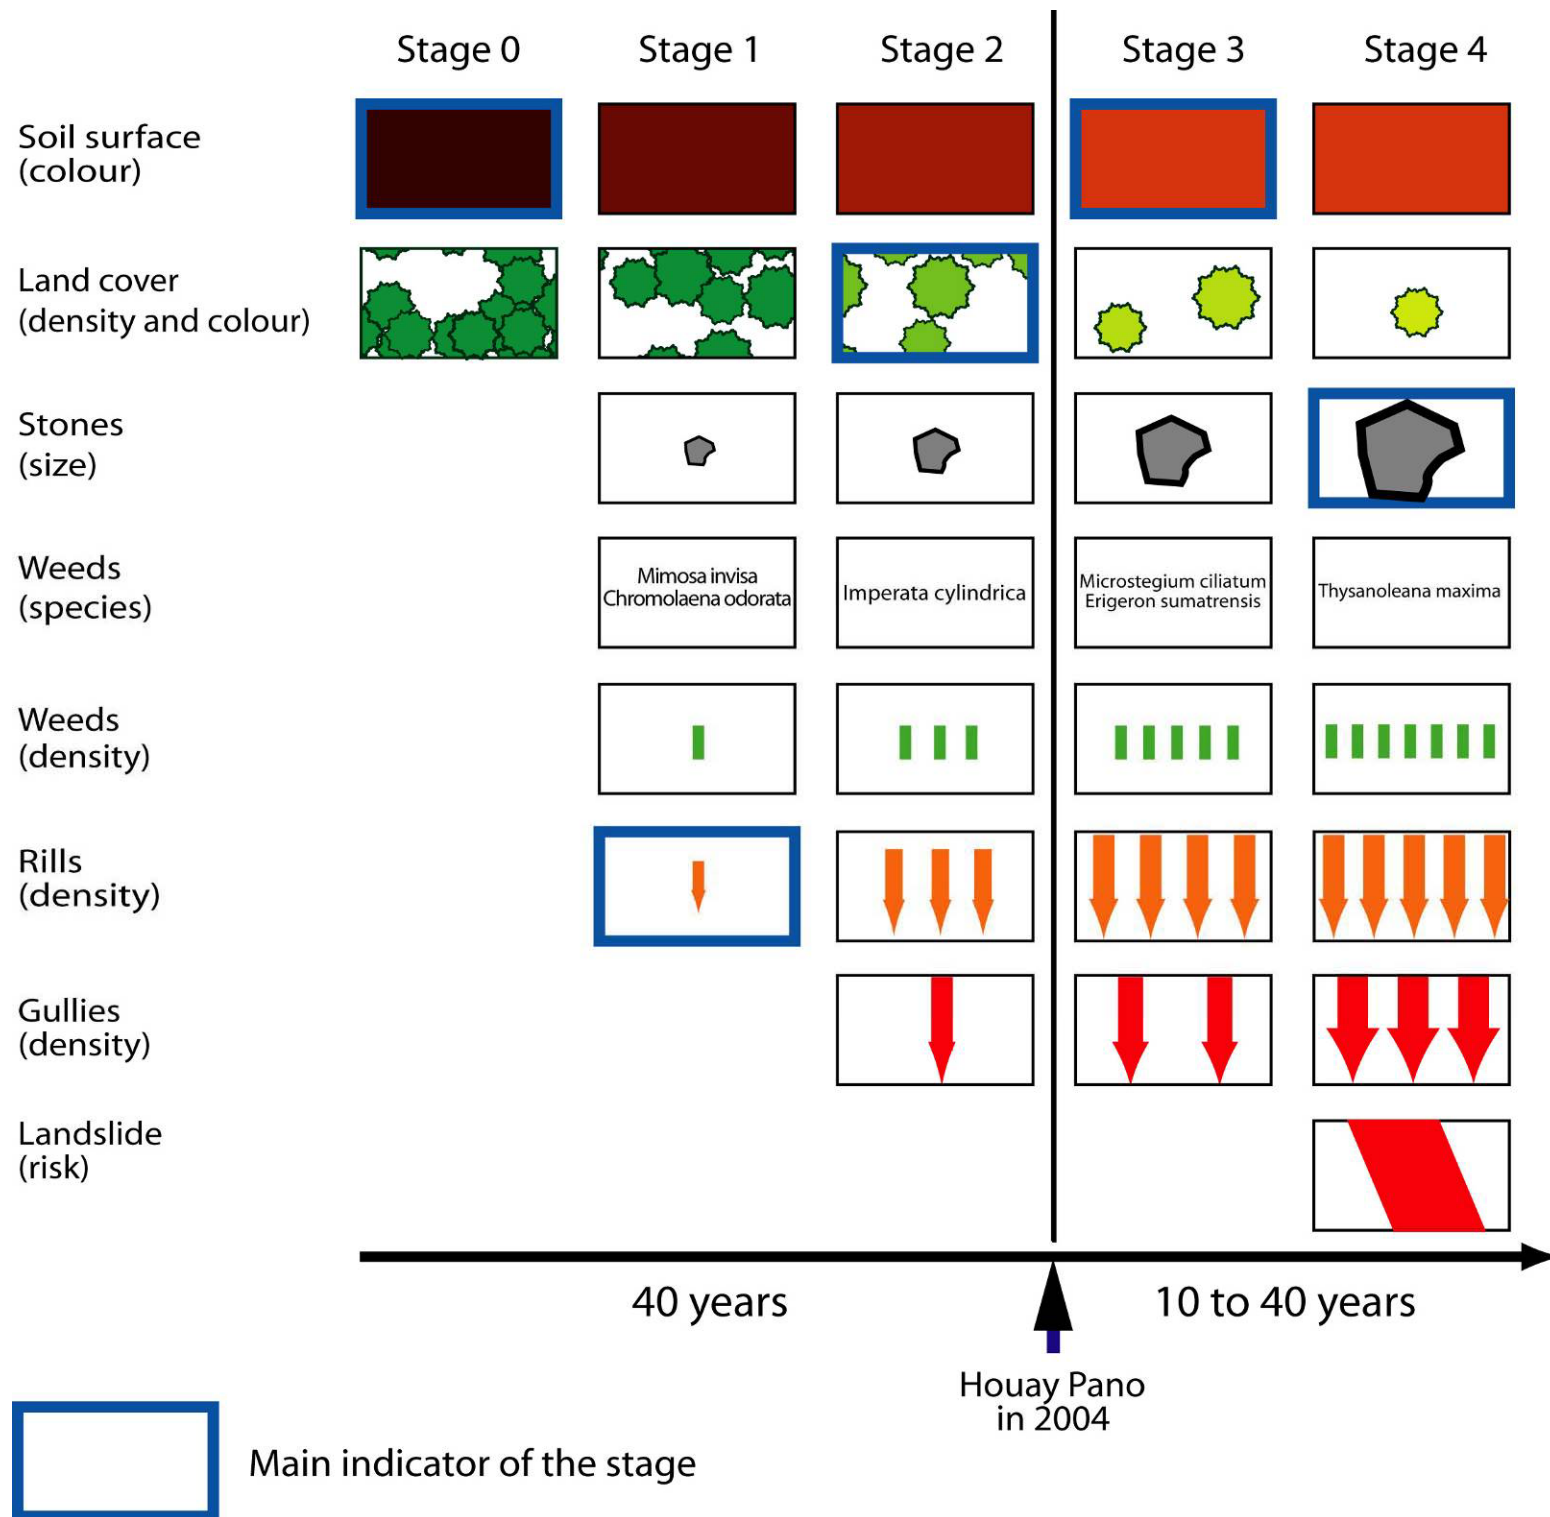 Stage 0
Stage 1
Stage 2
Stage 3
Stage 4
Soil surface
(colour)
Land cover
(density and colour)
Stones
(size)
Weeds
(species)
Mimosa invisa
Chromolaena odorata
Imperata cylindrica
Microstegium ciliatum
Erigeron sumatrensis
Thysanoleana maxima
Weeds
(density)
Rills
(density)
Gullies
(density)
Landslide
(risk)
40 years
10 to 40 years
Houay Pano
in 2004
Main indicator of the stage